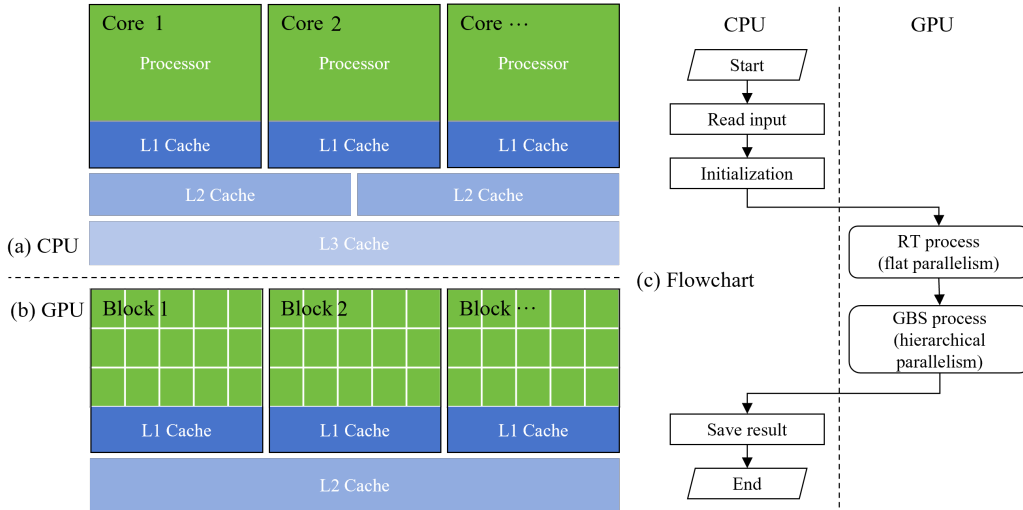 Core 1
Core 2
Core ⋯
Processor
Processor
Processor
L1 Cache
L1 Cache
L1 Cache
L2 Cache
L2 Cache
L3 Cache
(a) CPU
(b) GPU
Block 1
Block 2
Block ⋯
L1 Cache
L1 Cache
L1 Cache
L2 Cache
(c) Flowchart
CPU
GPU
Start
Read input
Initialization
RT process
(flat parallelism)
GBS process
(hierarchical
parallelism)
Save result
End